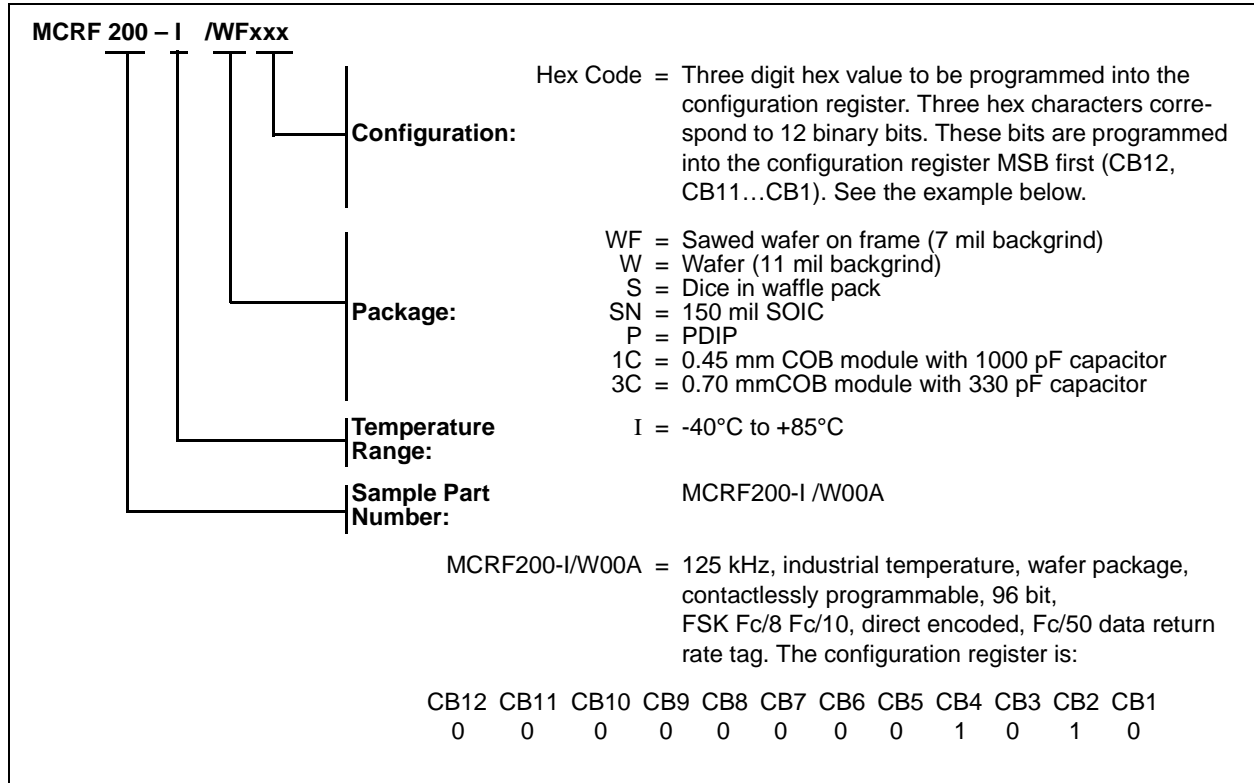 MCRF 200 – I /WFxxx
Hex Code = Three digit hex value to be programmed into the
configuration register. Three hex characters corre-
Configuration: spond to 12 binary bits. These bits are programmed
into the configuration register MSB first (CB12,
CB11…CB1). See the example below.
WF = Sawed wafer on frame (7 mil backgrind)
W = Wafer (11 mil backgrind)
S = Dice in waffle pack
Package: SN = 150 mil SOIC
P = PDIP
1C = 0.45 mm COB module with 1000 pF capacitor
3C = 0.70 mmCOB module with 330 pF capacitor
Temperature I = -40°C to +85°C
Range:
Sample Part MCRF200-I /W00A
Number:
MCRF200-I/W00A = 125 kHz, industrial temperature, wafer package,
contactlessly programmable, 96 bit,
FSK Fc/8 Fc/10, direct encoded, Fc/50 data return
rate tag. The configuration register is:
CB12 CB11 CB10 CB9 CB8 CB7 CB6 CB5 CB4 CB3 CB2 CB1
0 0 0 0 0 0 0 0 1 0 1 0